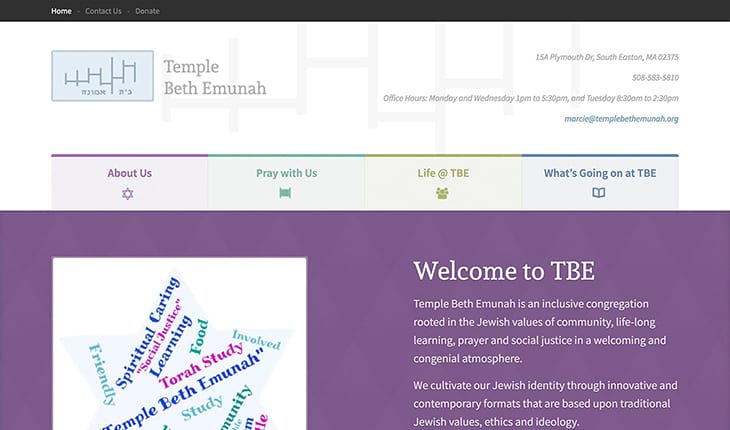 Home - Contact Us - Donate
בית אמונה
Temple
Beth Emunah
15A Plymouth Dr, South Easton, MA 02375
508-583-5810
Office Hours: Monday and Wednesday 1pm to 5:30pm, and Tuesday 8:30am to 2:30pm
marcie@templebethemunah.org
About Us
Pray with Us
Life @ TBE
What's Going on at TBE
Spiritual Caring
"Social Justice"
Learning
Food
Involved
Friendly
Torah Study
Temple Beth Emunah"
Study
Welcome to TBE
Temple Beth Emunah is an inclusive congregation
rooted in the Jewish values of community, life-long
learning, prayer and social justice in a welcoming and
congenial atmosphere.
We cultivate our Jewish identity through innovative and
contemporary formats that are based upon traditional
Jewish values, ethics and ideology.